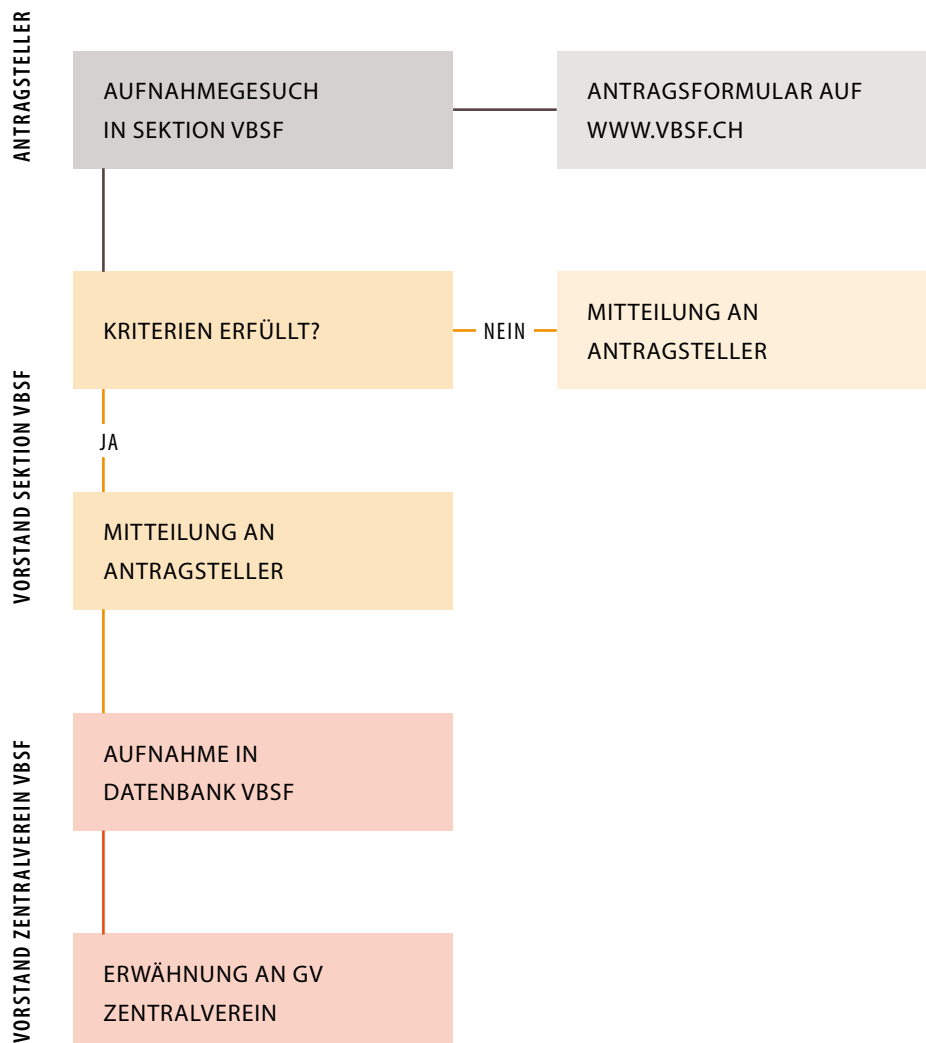 ANTRAGSTELLER
AUFNAHMEGESUCH
IN SEKTION VBSF
ANTRAGSFORMULAR AUF
WWW.VBSF.CH
VORSTAND SEKTION VBSF
KRITERIEN ERFÜLLT?
NEIN
MITTEILUNG AN
ANTRAGSTELLER
JA
MITTEILUNG AN
ANTRAGSTELLER
VORSTAND ZENTRALVEREIN VBSF
AUFNAHME IN
DATENBANK VBSF
ERWÄHNUNG AN GV
ZENTRALVEREIN